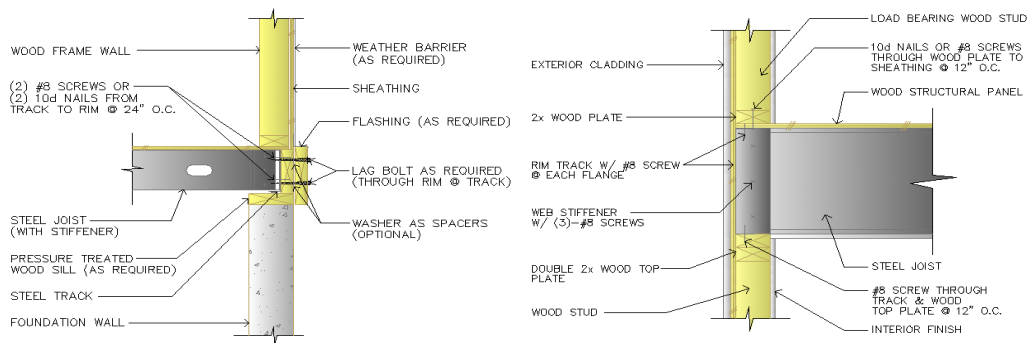 WOOD FRAME WALL
(2) #8 SCREWS OR
(2) 10d NAILS FROM
TRACK TO RIM @ 24" O.C.
STEEL JOIST
(WITH STIFFENER)
PRESSURE TREATED
WOOD SILL (AS REQUIRED)
STEEL TRACK
FOUNDATION WALL
WEATHER BARRIER
(AS REQUIRED)
SHEATHING
FLASHING (AS REQUIRED)
LAG BOLT AS REQUIRED
(THROUGH RIM @ TRACK)
WASHER AS SPACERS
(OPTIONAL)
EXTERIOR CLADDING
2x WOOD PLATE
RIM TRACK W/ #8 SCREW
@ EACH FLANGE
WEB STIFFENER
W/ (3)-#8 SCREWS
DOUBLE 2x WOOD TOP
PLATE
WOOD STUD
LOAD BEARING WOOD STUD
10d NAILS OR #8 SCREWS
THROUGH WOOD PLATE TO
SHEATHING @ 12" O.C.
WOOD STRUCTURAL PANEL
STEEL JOIST
#8 SCREW THROUGH
TRACK & WOOD
TOP PLATE @ 12" O.C.
INTERIOR FINISH